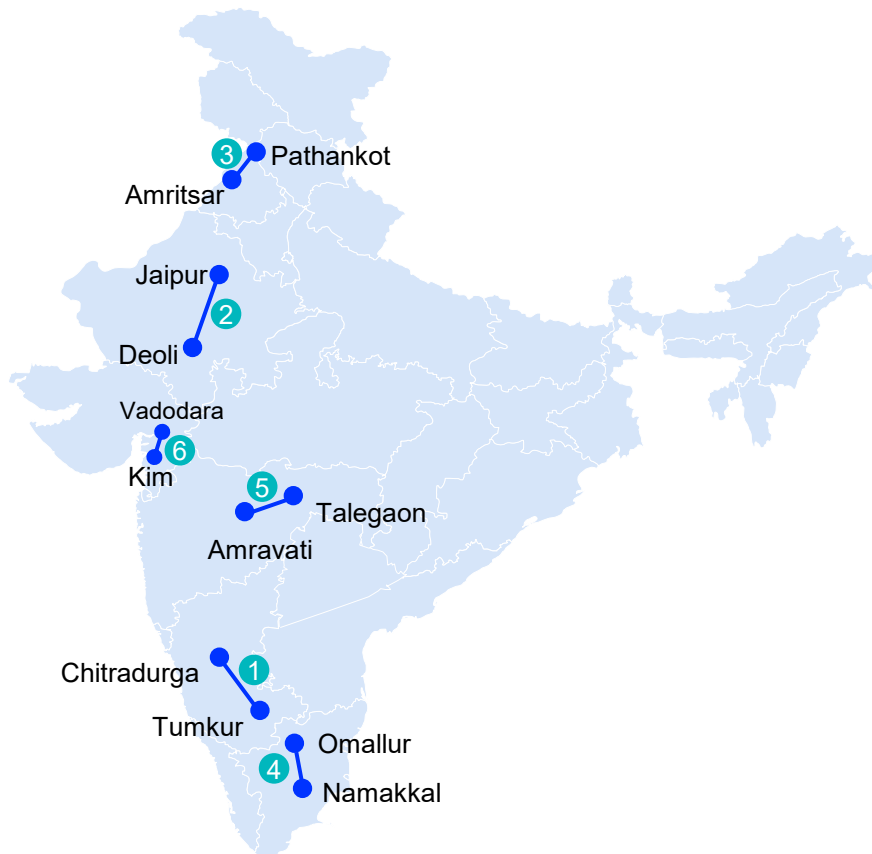 3
Pathankot
Amritsar
Jaipur
2
Deoli
Vadodara
6
Kim
5
Talegaon
Amravati
1
Chitradurga
Tumkur
Omallur
4
Namakkal